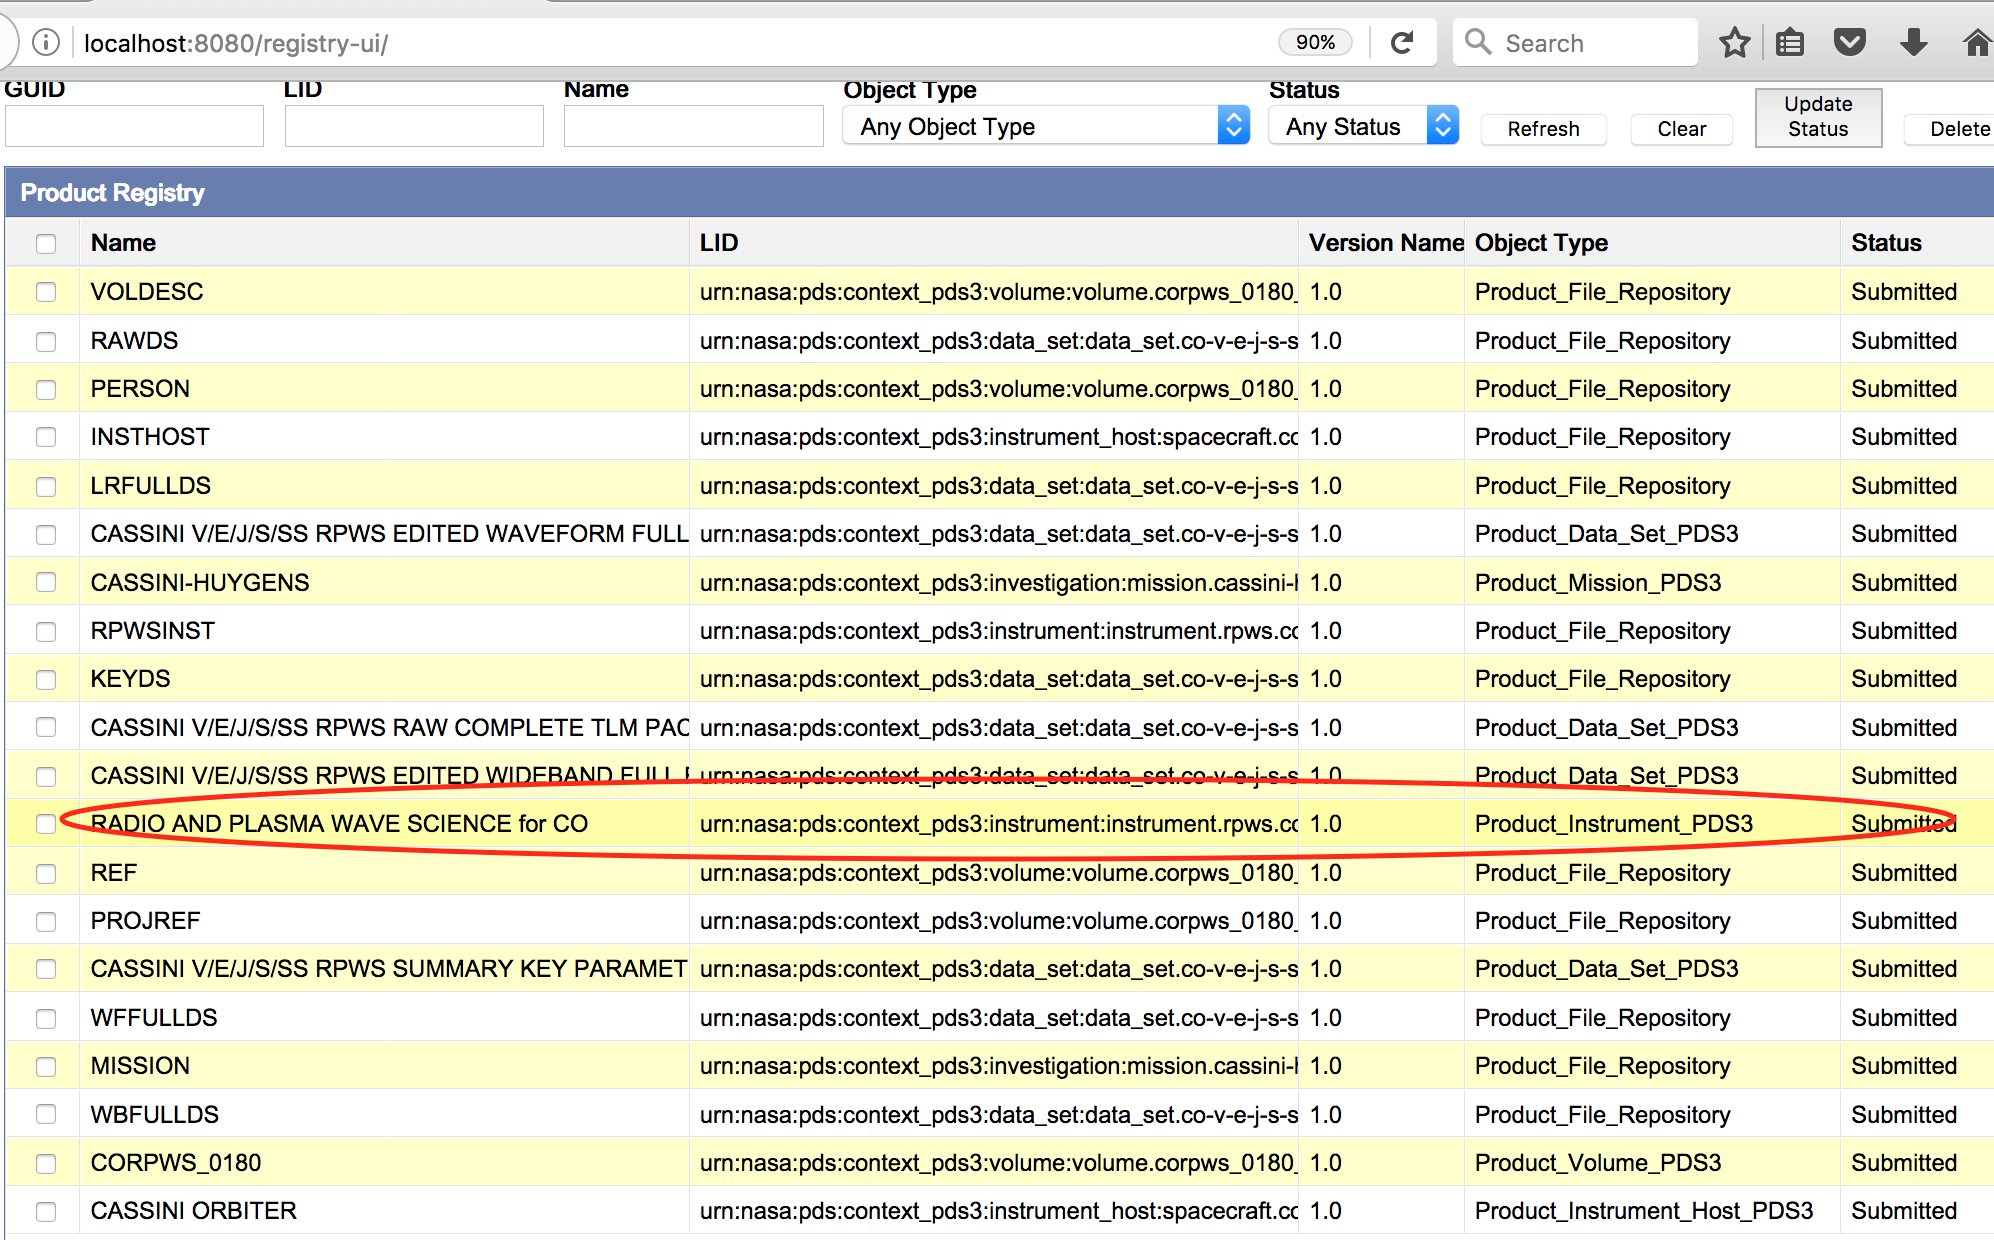 localhost:8080/registry-ui/ 90% Search
GUID LID Name Object Type Status
Any Object Type Any Status Refresh Clear Update Status Delete
Product Registry
Name LID Version Name Object Type Status
VOLDESC urn:nasa:pds:context_pds3:volume:volume.corpws_0180_ 1.0 Product_File_Repository Submitted
RAWDS urn:nasa:pds:context_pds3:data_set:data_set.co-v-e-j-s-s 1.0 Product_File_Repository Submitted
PERSON urn:nasa:pds:context_pds3:volume:volume.corpws_0180_ 1.0 Product_File_Repository Submitted
INSTHOST urn:nasa:pds:context_pds3:instrument_host:spacecraft.co 1.0 Product_File_Repository Submitted
LRFULLDS urn:nasa:pds:context_pds3:data_set:data_set.co-v-e-j-s-s 1.0 Product_File_Repository Submitted
CASSINI V/E/J/S/SS RPWS EDITED WAVEFORM FULL urn:nasa:pds:context_pds3:data_set:data_set.co-v-e-j-s-s 1.0 Product_Data_Set_PDS3 Submitted
CASSINI-HUYGENS urn:nasa:pds:context_pds3:investigation:mission.cassini-h 1.0 Product_Mission_PDS3 Submitted
RPWSINST urn:nasa:pds:context_pds3:instrument:instrument.rpws.co 1.0 Product_File_Repository Submitted
KEYDS urn:nasa:pds:context_pds3:data_set:data_set.co-v-e-j-s-s 1.0 Product_File_Repository Submitted
CASSINI V/E/J/S/SS RPWS RAW COMPLETE TLM PAC urn:nasa:pds:context_pds3:data_set:data_set.co-v-e-j-s-s 1.0 Product_Data_Set_PDS3 Submitted
CASSINI V/E/J/S/SS RPWS EDITED WIDEBAND FULL urn:nasa:pds:context_pds3:data_set:data_set.co-v-e-j-s-s 1.0 Product_Data_Set_PDS3 Submitted
RADIO AND PLASMA WAVE SCIENCE for CO urn:nasa:pds:context_pds3:instrument:instrument.rpws.co 1.0 Product_Instrument_PDS3 Submitted
REF urn:nasa:pds:context_pds3:volume:volume.corpws_0180_ 1.0 Product_File_Repository Submitted
PROJREF urn:nasa:pds:context_pds3:volume:volume.corpws_0180_ 1.0 Product_File_Repository Submitted
CASSINI V/E/J/S/SS RPWS SUMMARY KEY PARAMET urn:nasa:pds:context_pds3:data_set:data_set.co-v-e-j-s-s 1.0 Product_Data_Set_PDS3 Submitted
WFFULLDS urn:nasa:pds:context_pds3:data_set:data_set.co-v-e-j-s-s 1.0 Product_File_Repository Submitted
MISSION urn:nasa:pds:context_pds3:investigation:mission.cassini-h 1.0 Product_File_Repository Submitted
WBFULLDS urn:nasa:pds:context_pds3:data_set:data_set.co-v-e-j-s-s 1.0 Product_File_Repository Submitted
CORPWS_0180 urn:nasa:pds:context_pds3:volume:volume.corpws_0180_ 1.0 Product_Volume_PDS3 Submitted
CASSINI ORBITER urn:nasa:pds:context_pds3:instrument_host:spacecraft.co 1.0 Product_Instrument_Host_PDS3 Submitted